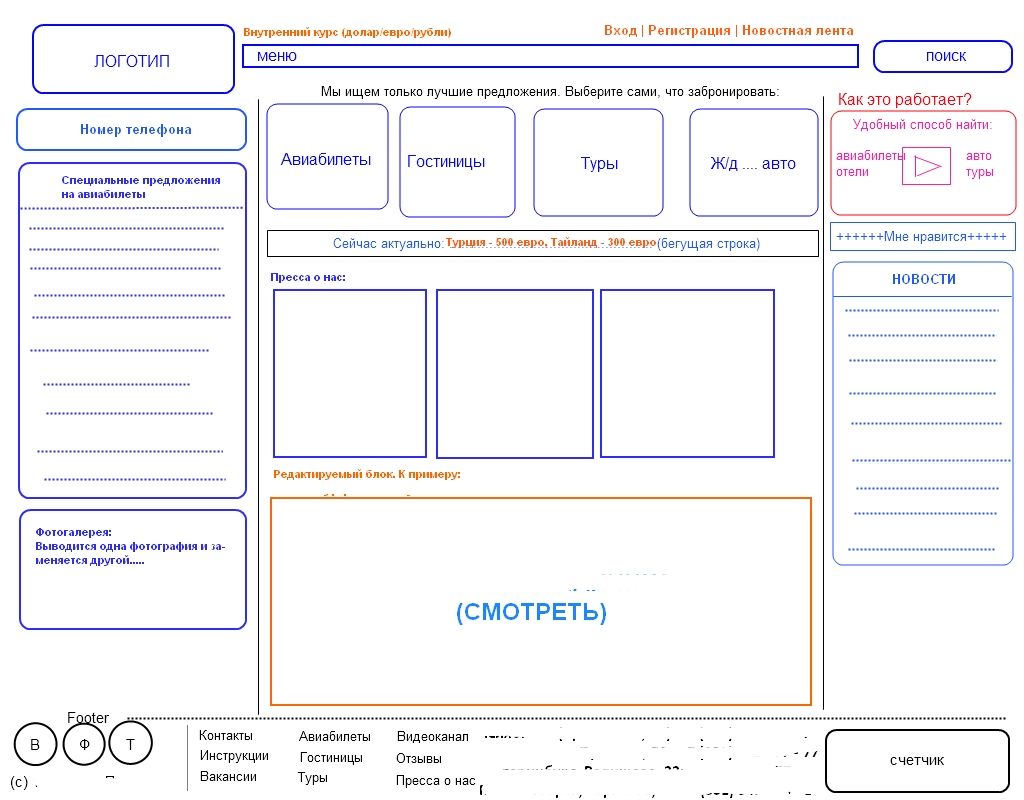 ЛОГОТИП
Внутренний курс (долар/евро/рубли)
Вход | Регистрация | Новостная лента
меню
поиск
Номер телефона
Специальные предложения
на авиабилеты
Фотогалерея:
Выводится одна фотография и за-
меняется другой.....
Мы ищем только лучшие предложения. Выберите сами, что забронировать:
Авиабилеты
Гостиницы
Туры
Ж/д .... авто
Сейчас актуально: Турция - 500 евро, Тайланд - 300 евро (бегущая строка)
Пресса о нас:
Редактируемый блок. К примеру:
(СМОТРЕТЬ)
Как это работает?
Удобный способ найти:
авиабилеты
отели
авто
туры
++++++Мне нравится+++++
НОВОСТИ
Footer
В Ф Т
(с) .
Контакты
Инструкции
Вакансии
Авиабилеты
Гостиницы
Туры
Видеоканал
Отзывы
Пресса о нас
счетчик